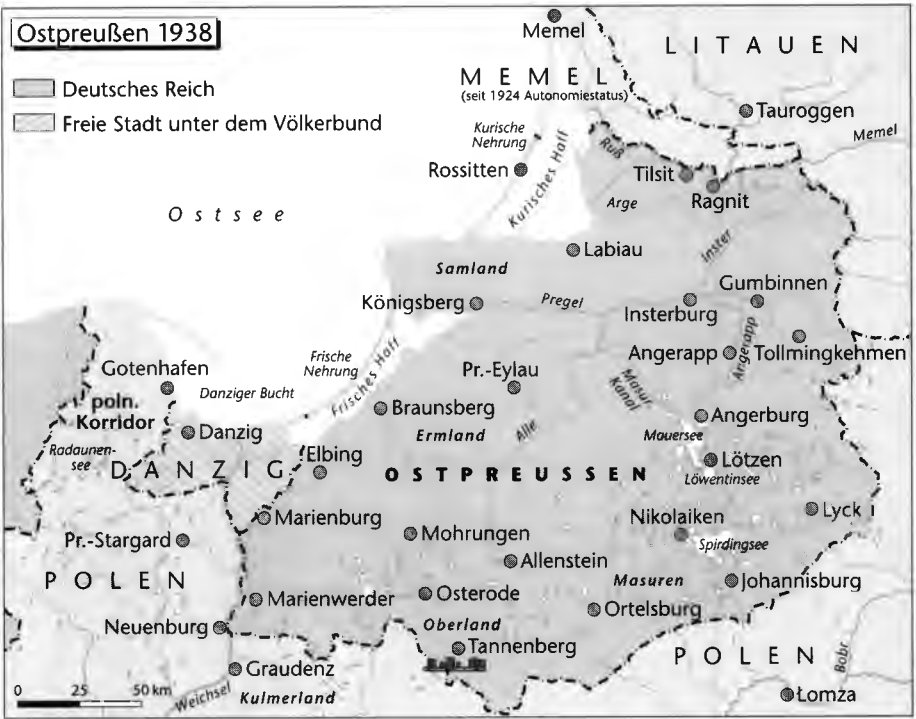 Ostpreußen 1938
Deutsches Reich
Freie Stadt unter dem Völkerbund
Memel
LITAUEN
MEMEL
(seit 1924 Autonomiestatus)
Tauroggen
Memel
Kurische
Nehrung
Rossitten
Kurisches Haff
Ruß
Tilsit
Ragnit
Arge
Ostsee
Labiau
Inster
Samland
Königsberg
Pregel
Gumbinnen
Insterburg
Angerapp
Angerapp
Tollmingkehmen
Gotenhafen
Frische
Nehrung
Frisches Haff
Danziger Bucht
Pr.-Eylau
Masur.
Kanal
poln.
Korridor
Braunsberg
Angerburg
Danzig
Ermland
Alle
Mauersee
Radaunen-
see
DANZIG
Elbing
OSTPREUSSEN
Lötzen
Löwentinsee
Marienburg
Nikolaiken
Lyck
Pr.-Stargard
Mohrungen
Spirdingsee
Allenstein
POLEN
Masuren
Johannisburg
Marienwerder
Osterode
Ortelsburg
Neuenburg
Oberland
Tannenberg
POLEN
Bobr
Graudenz
Weichsel
Kulmerland
Łomza
0 25 50 km